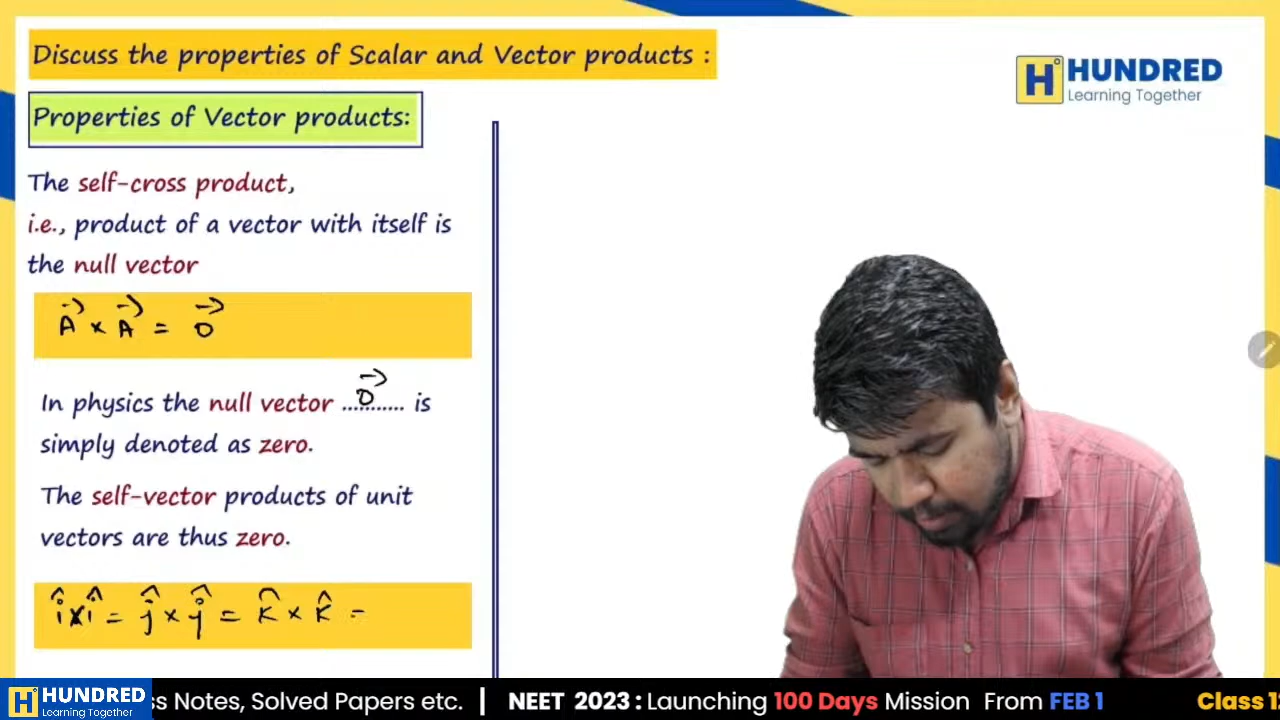 Discuss the properties of Scalar and Vector products :
HUNDRED
Learning Together
Properties of Vector products:
The self-cross product,
i.e., product of a vector with itself is
the null vector
A⃗ × A⃗ = 0⃗
In physics the null vector ....0⃗........ is
simply denoted as zero.
The self-vector products of unit
vectors are thus zero.
î × î = ĵ × ĵ = k̂ × k̂ =
HUNDRED
Learning Together
ss Notes, Solved Papers etc. | NEET 2023 : Launching 100 Days Mission From FEB 1 Class 12